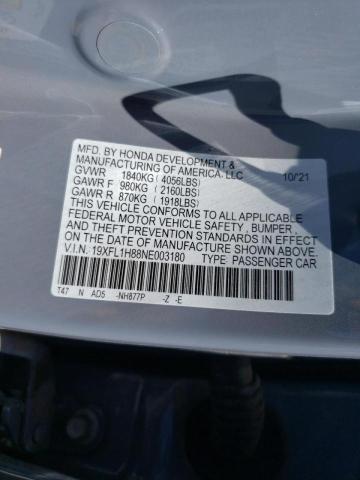 MFD. BY HONDA DEVELOPMENT &
MANUFACTURING OF AMERICA, LLC 10/'21
GVWR 1840KG ( 4056LBS)
GAWR F 980KG ( 2160LBS)
GAWR R 870KG ( 1918LBS)
THIS VEHICLE CONFORMS TO ALL APPLICABLE
FEDERAL MOTOR VEHICLE SAFETY, BUMPER,
AND THEFT PREVENTION STANDARDS IN EFFECT
ON THE DATE OF MANUFACTURE SHOWN ABOVE.
V.I.N. 19XFL1H88NE003180 TYPE: PASSENGER CAR
T47 N AD5 -NH877P -Z -E